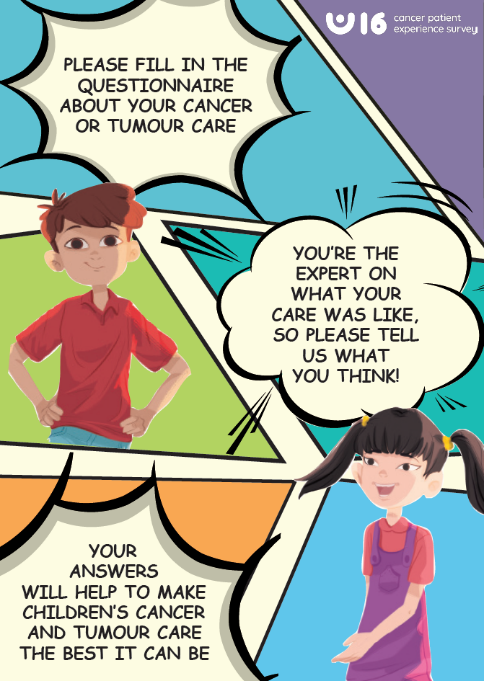 U16 cancer patient
experience survey
PLEASE FILL IN THE
QUESTIONNAIRE
ABOUT YOUR CANCER
OR TUMOUR CARE
YOU'RE THE
EXPERT ON
WHAT YOUR
CARE WAS LIKE,
SO PLEASE TELL
US WHAT
YOU THINK!
YOUR
ANSWERS
WILL HELP TO MAKE
CHILDREN'S CANCER
AND TUMOUR CARE
THE BEST IT CAN BE